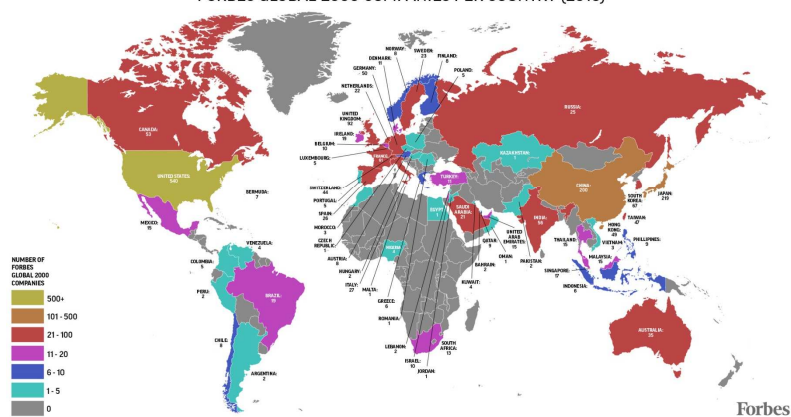 FORBES GLOBAL 2000 COMPANIES PER COUNTRY (2016)
NORWAY:
8
SWEDEN:
23
FINLAND:
6
DENMARK:
11
GERMANY:
50
POLAND:
5
NETHERLANDS:
22
UNITED
KINGDOM:
92
IRELAND:
19
BELGIUM:
10
LUXEMBOURG:
5
FRANCE:
61
SWITZERLAND:
44
PORTUGAL:
5
SPAIN:
26
MOROCCO:
3
CZECH
REPUBLIC:
1
AUSTRIA:
8
HUNGARY:
2
ITALY:
27
MALTA:
1
GREECE:
6
ROMANIA:
1
LEBANON:
2
ISRAEL:
10
JORDAN:
1
SOUTH
AFRICA:
13
CANADA:
53
UNITED STATES:
540
BERMUDA:
7
MEXICO:
15
VENEZUELA:
4
COLOMBIA:
5
PERU:
2
BRAZIL:
19
CHILE:
8
ARGENTINA:
2
RUSSIA:
25
KAZAKHSTAN:
1
TURKEY:
EGYPT:
1
NIGERIA:
SAUDI
ARABIA:
21
KUWAIT:
4
BAHRAIN:
2
QATAR:
UNITED
ARAB
EMIRATES:
15
OMAN:
1
PAKISTAN:
2
INDIA:
56
CHINA:
200
SOUTH
KOREA:
67
JAPAN:
219
TAIWAN:
47
HONG
KONG:
49
VIETNAM:
3
PHILLIPINES:
9
THAILAND:
15
MALAYSIA:
15
SINGAPORE:
17
INDONESIA:
6
AUSTRALIA:
35
NUMBER OF
FORBES
GLOBAL 2000
COMPANIES
500+
101 - 500
21 - 100
11 - 20
6 - 10
1 - 5
0
Forbes